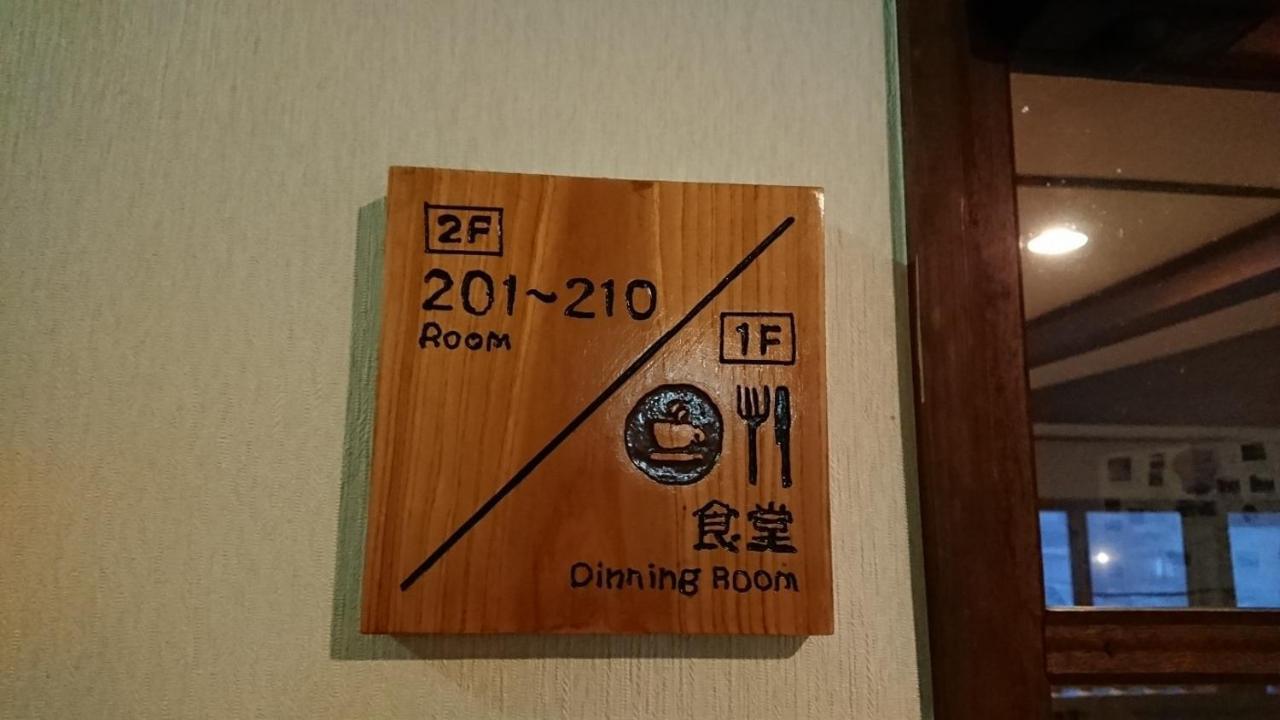 2F
201~210
Room
1F
食堂
Dinning Room